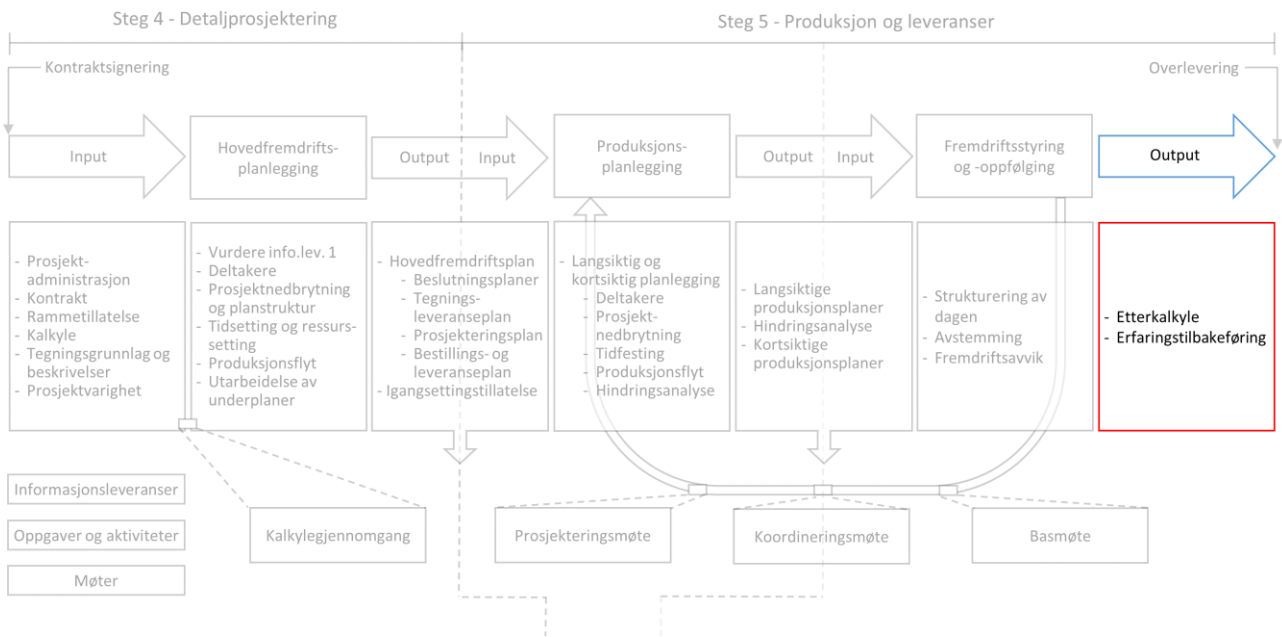 Steg 4 - Detaljprosjektering
Steg 5 - Produksjon og leveranser
Kontraktsignering
Overlevering
Input
Hovedfremdrifts-
planlegging
Output
Input
Produksjons-
planlegging
Output
Input
Fremdriftsstyring
og -oppfølging
Output
- Prosjekt-
administrasjon
- Kontrakt
- Rammetillatelse
- Kalkyle
- Tegningsgrunnlag og
beskrivelser
- Prosjektvarighet
- Vurdere info.lev. 1
- Deltakere
- Prosjektnedbrytning
og planstruktur
- Tidsetting og ressurs-
setting
- Produksjonsflyt
- Utarbeidelse av
underplaner
- Hovedfremdriftsplan
- Beslutningsplaner
- Tegnings-
leveranseplan
- Prosjekteringsplan
- Bestillings- og
leveranseplan
- Igangsettingstillatelse
- Langsiktig og
kortsiktig planlegging
- Deltakere
- Prosjekt-
nedbrytning
- Tidfesting
- Produksjonsflyt
- Hindringsanalyse
- Langsiktige
produksjonsplaner
- Hindringsanalyse
- Kortsiktige
produksjonsplaner
- Strukturering av
dagen
- Avstemming
- Fremdriftsavvik
- Etterkalkyle
- Erfaringstilbakeføring
Informasjonsleveranser
Oppgaver og aktiviteter
Møter
Kalkylegjennomgang
Prosjekteringsmøte
Koordineringsmøte
Basmøte